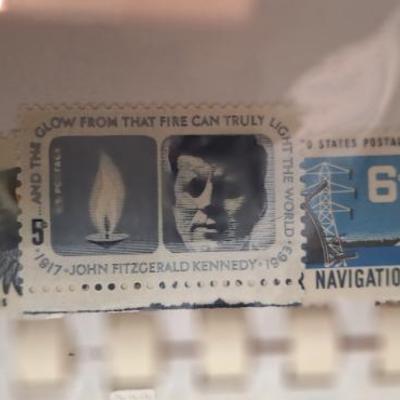 ...AND THE GLOW FROM THAT FIRE CAN TRULY LIGHT THE WORLD
U.S. POSTAGE
5¢
·1917·JOHN FITZGERALD KENNEDY·1963·
STATES POSTAGE
6¢
NAVIGATION